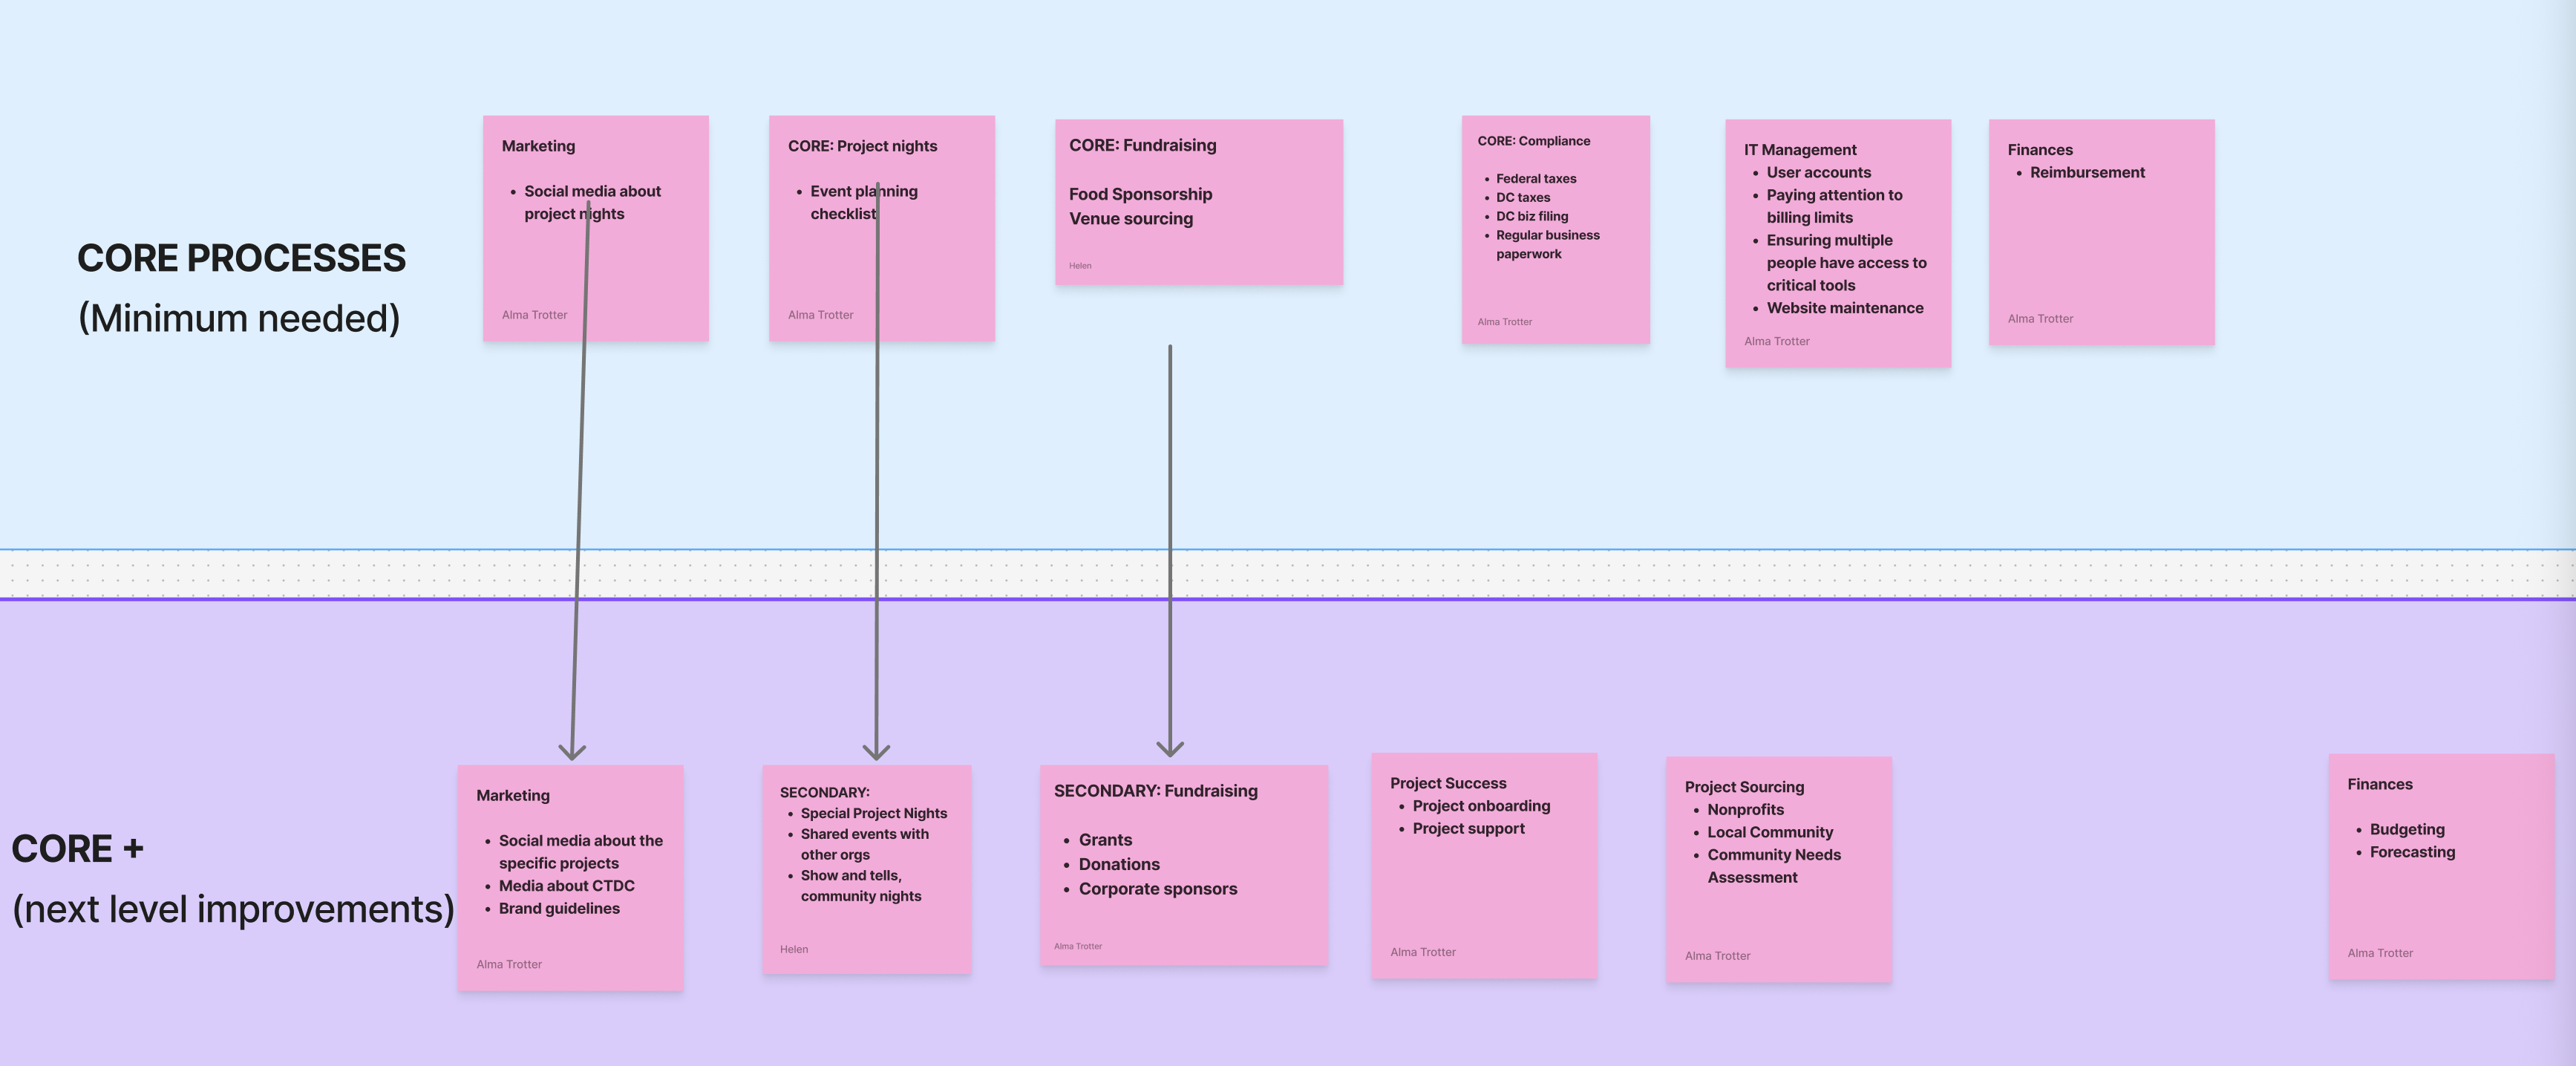 CORE PROCESSES
(Minimum needed)
Marketing
• Social media about
project nights
Alma Trotter
CORE: Project nights
• Event planning
checklist
Alma Trotter
CORE: Fundraising
Food Sponsorship
Venue sourcing
Helen
CORE: Compliance
• Federal taxes
• DC taxes
• DC biz filing
• Regular business
paperwork
Alma Trotter
IT Management
• User accounts
• Paying attention to
billing limits
• Ensuring multiple
people have access to
critical tools
• Website maintenance
Alma Trotter
Finances
• Reimbursement
Alma Trotter
CORE +
(next level improvements)
Marketing
• Social media about the
specific projects
• Media about CTDC
• Brand guidelines
Alma Trotter
SECONDARY:
• Special Project Nights
• Shared events with
other orgs
• Show and tells,
community nights
Helen
SECONDARY: Fundraising
• Grants
• Donations
• Corporate sponsors
Alma Trotter
Project Success
• Project onboarding
• Project support
Alma Trotter
Project Sourcing
• Nonprofits
• Local Community
• Community Needs
Assessment
Alma Trotter
Finances
• Budgeting
• Forecasting
Alma Trotter